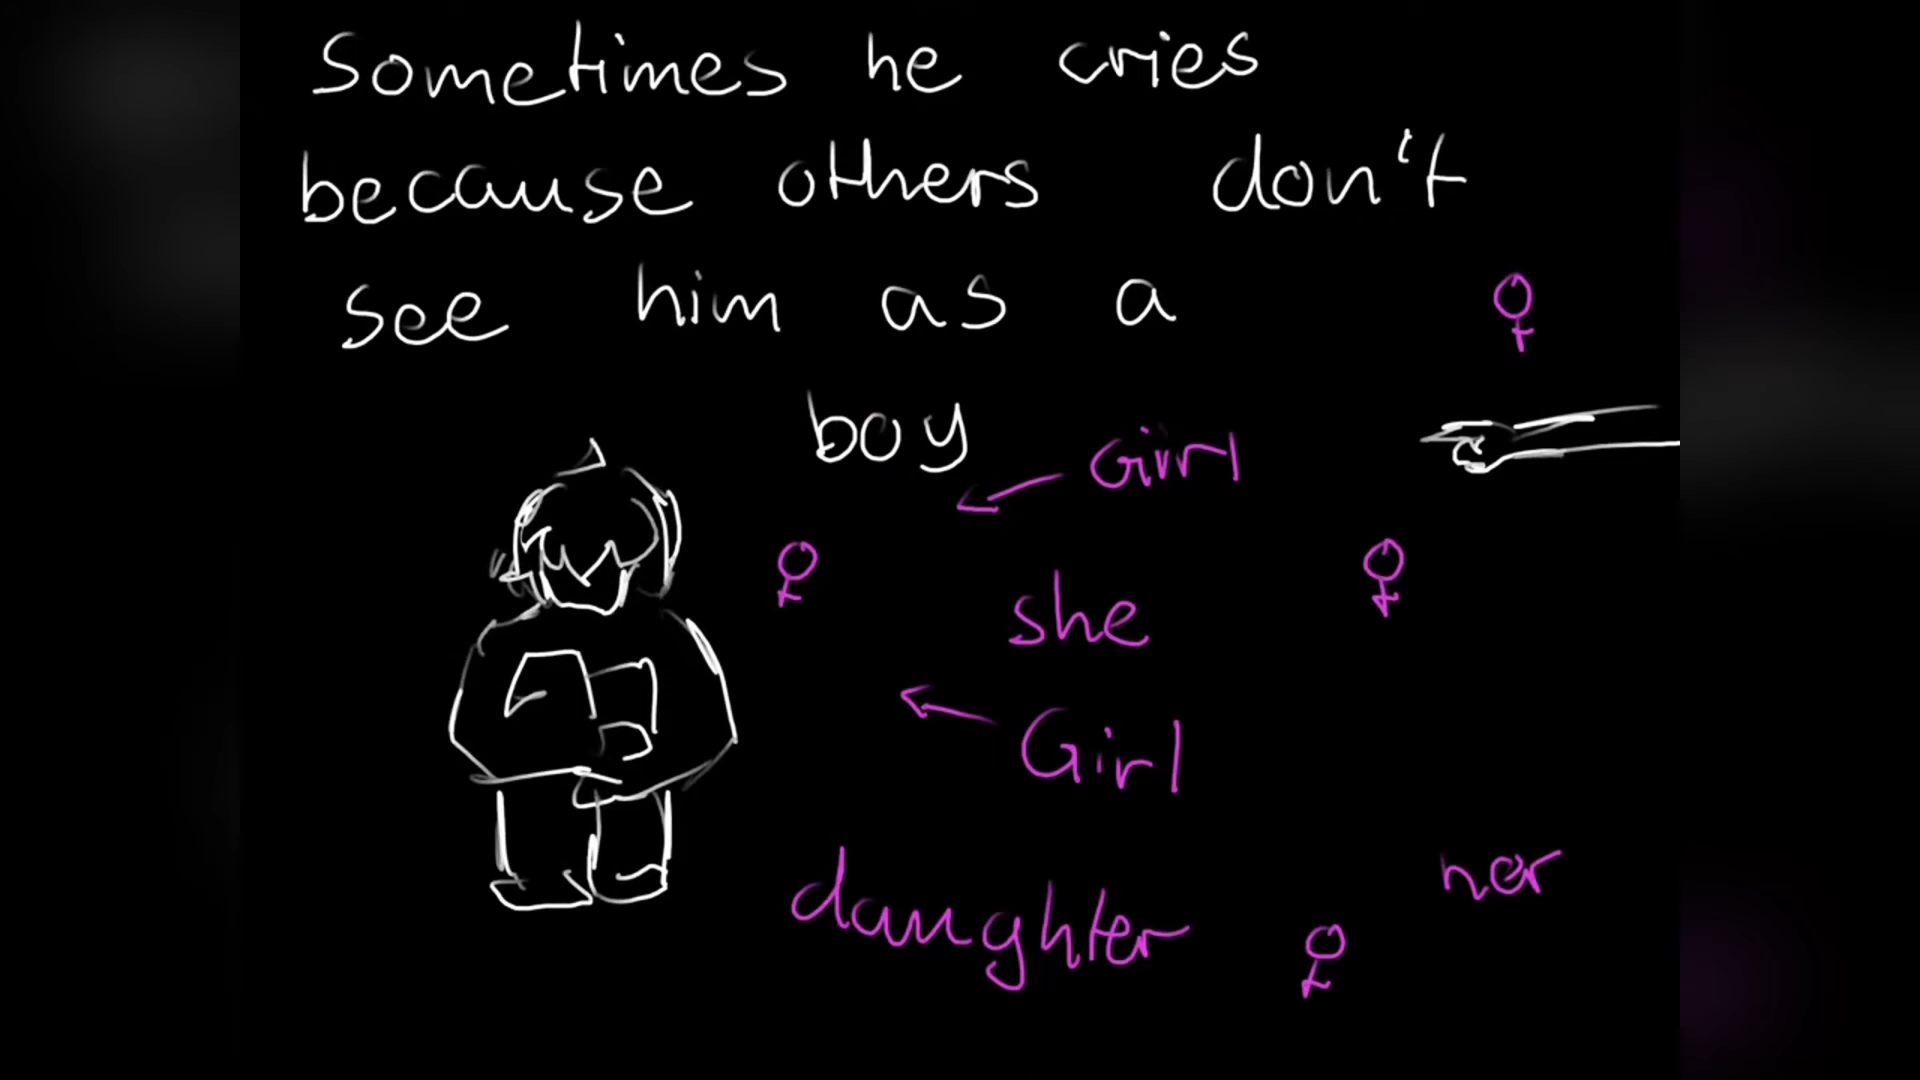 Sometimes he cries
because others don't
see him as a
boy
Girl
she
Girl
her
daughter